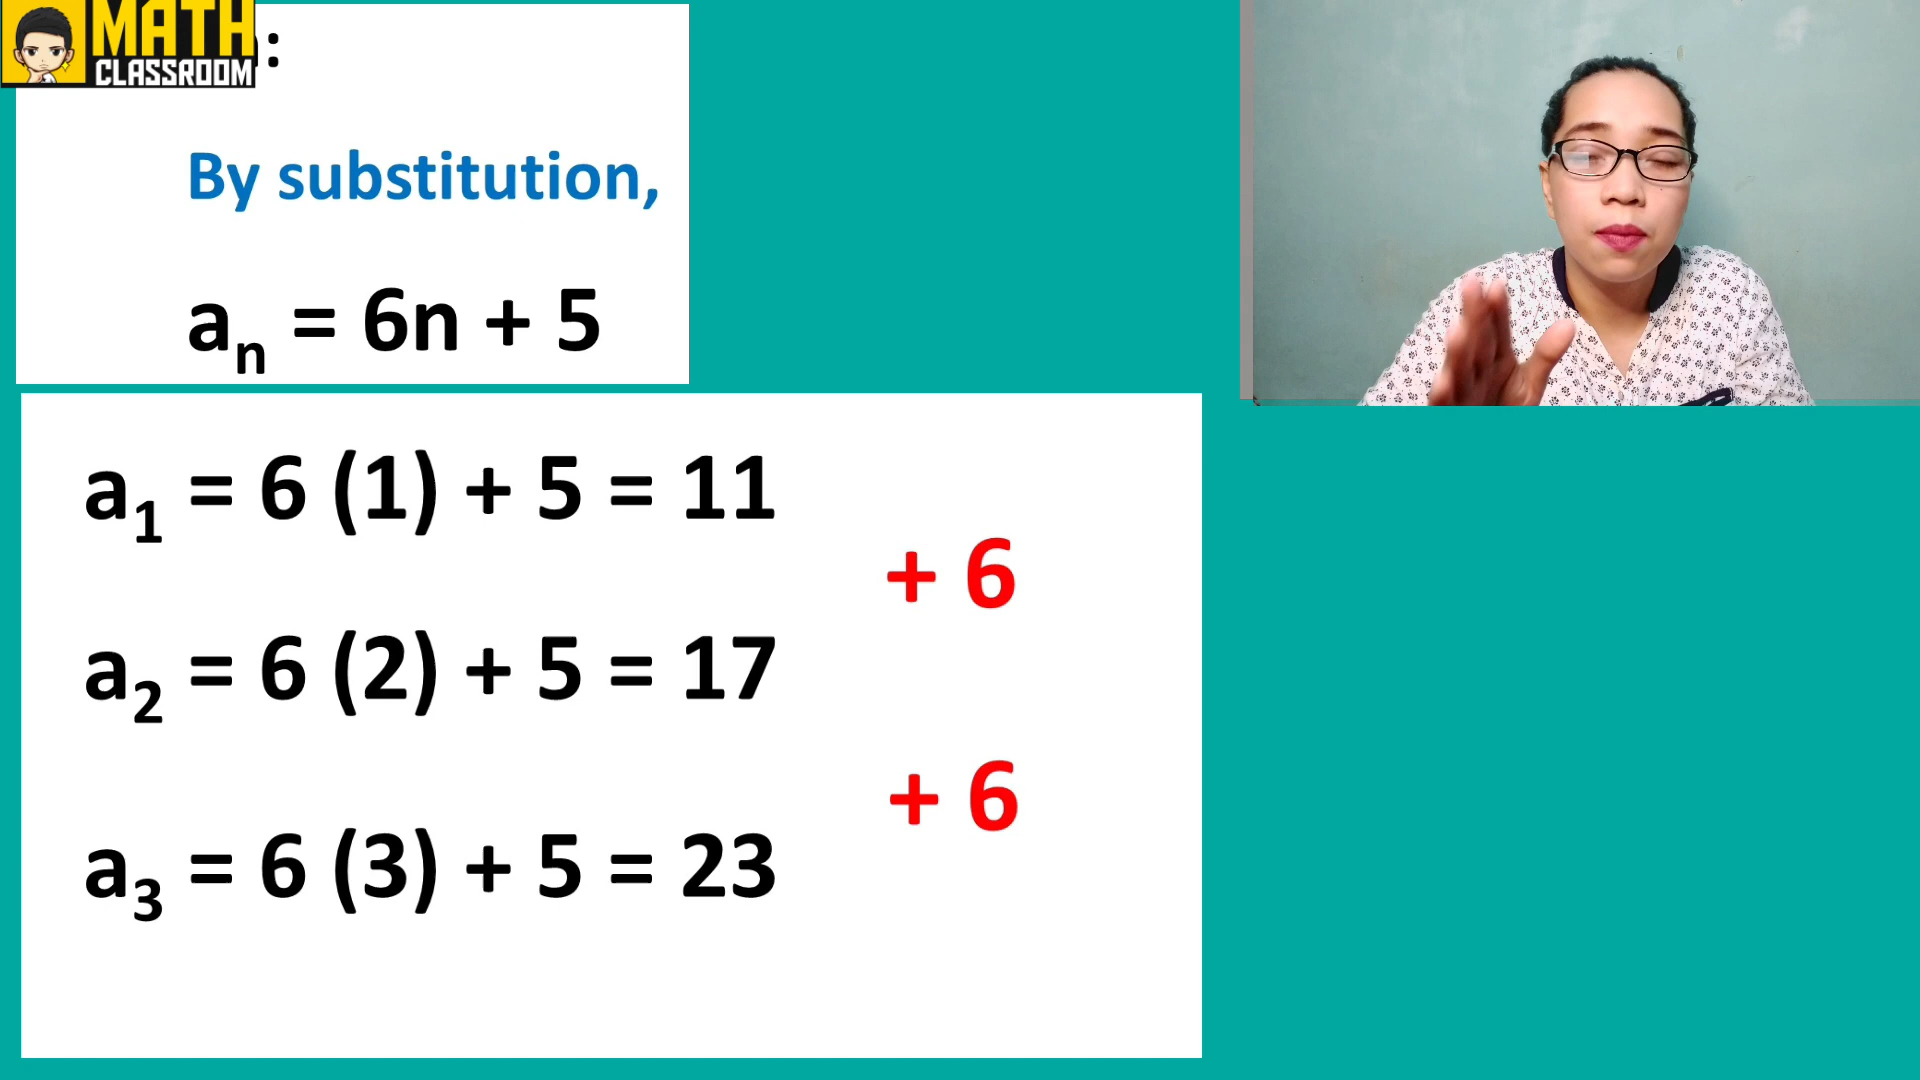 MATH
CLASSROOM
:
By substitution,
aₙ = 6n + 5
a₁ = 6 (1) + 5 = 11
+ 6
a₂ = 6 (2) + 5 = 17
+ 6
a₃ = 6 (3) + 5 = 23